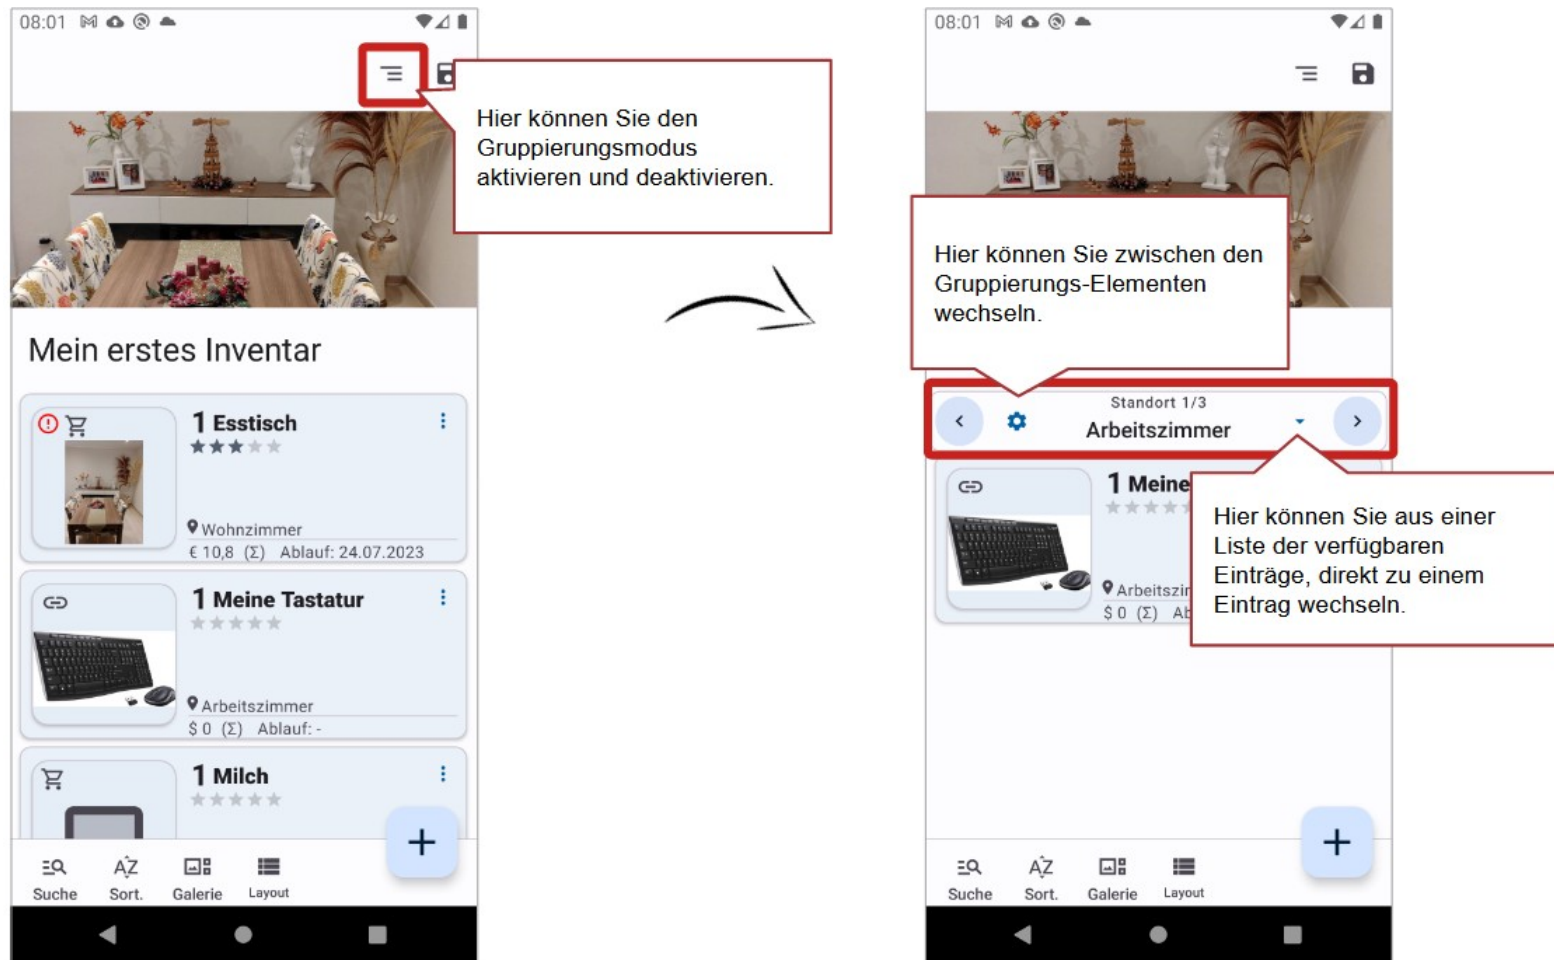 08:01
Hier können Sie den
Gruppierungsmodus
aktivieren und deaktivieren.
Mein erstes Inventar
1 Esstisch
Wohnzimmer
€ 10,8 (Σ) Ablauf: 24.07.2023
1 Meine Tastatur
Arbeitszimmer
$ 0 (Σ) Ablauf: -
1 Milch
+
AZ
Suche Sort. Galerie Layout
08:01
Hier können Sie zwischen den
Gruppierungs-Elementen
wechseln.
Standort 1/3
Arbeitszimmer
1 Meine
Hier können Sie aus einer
Liste der verfügbaren
Einträge, direkt zu einem
Eintrag wechseln.
Arbeitszir
$ 0 (Σ) Ab
+
AZ
Suche Sort. Galerie Layout